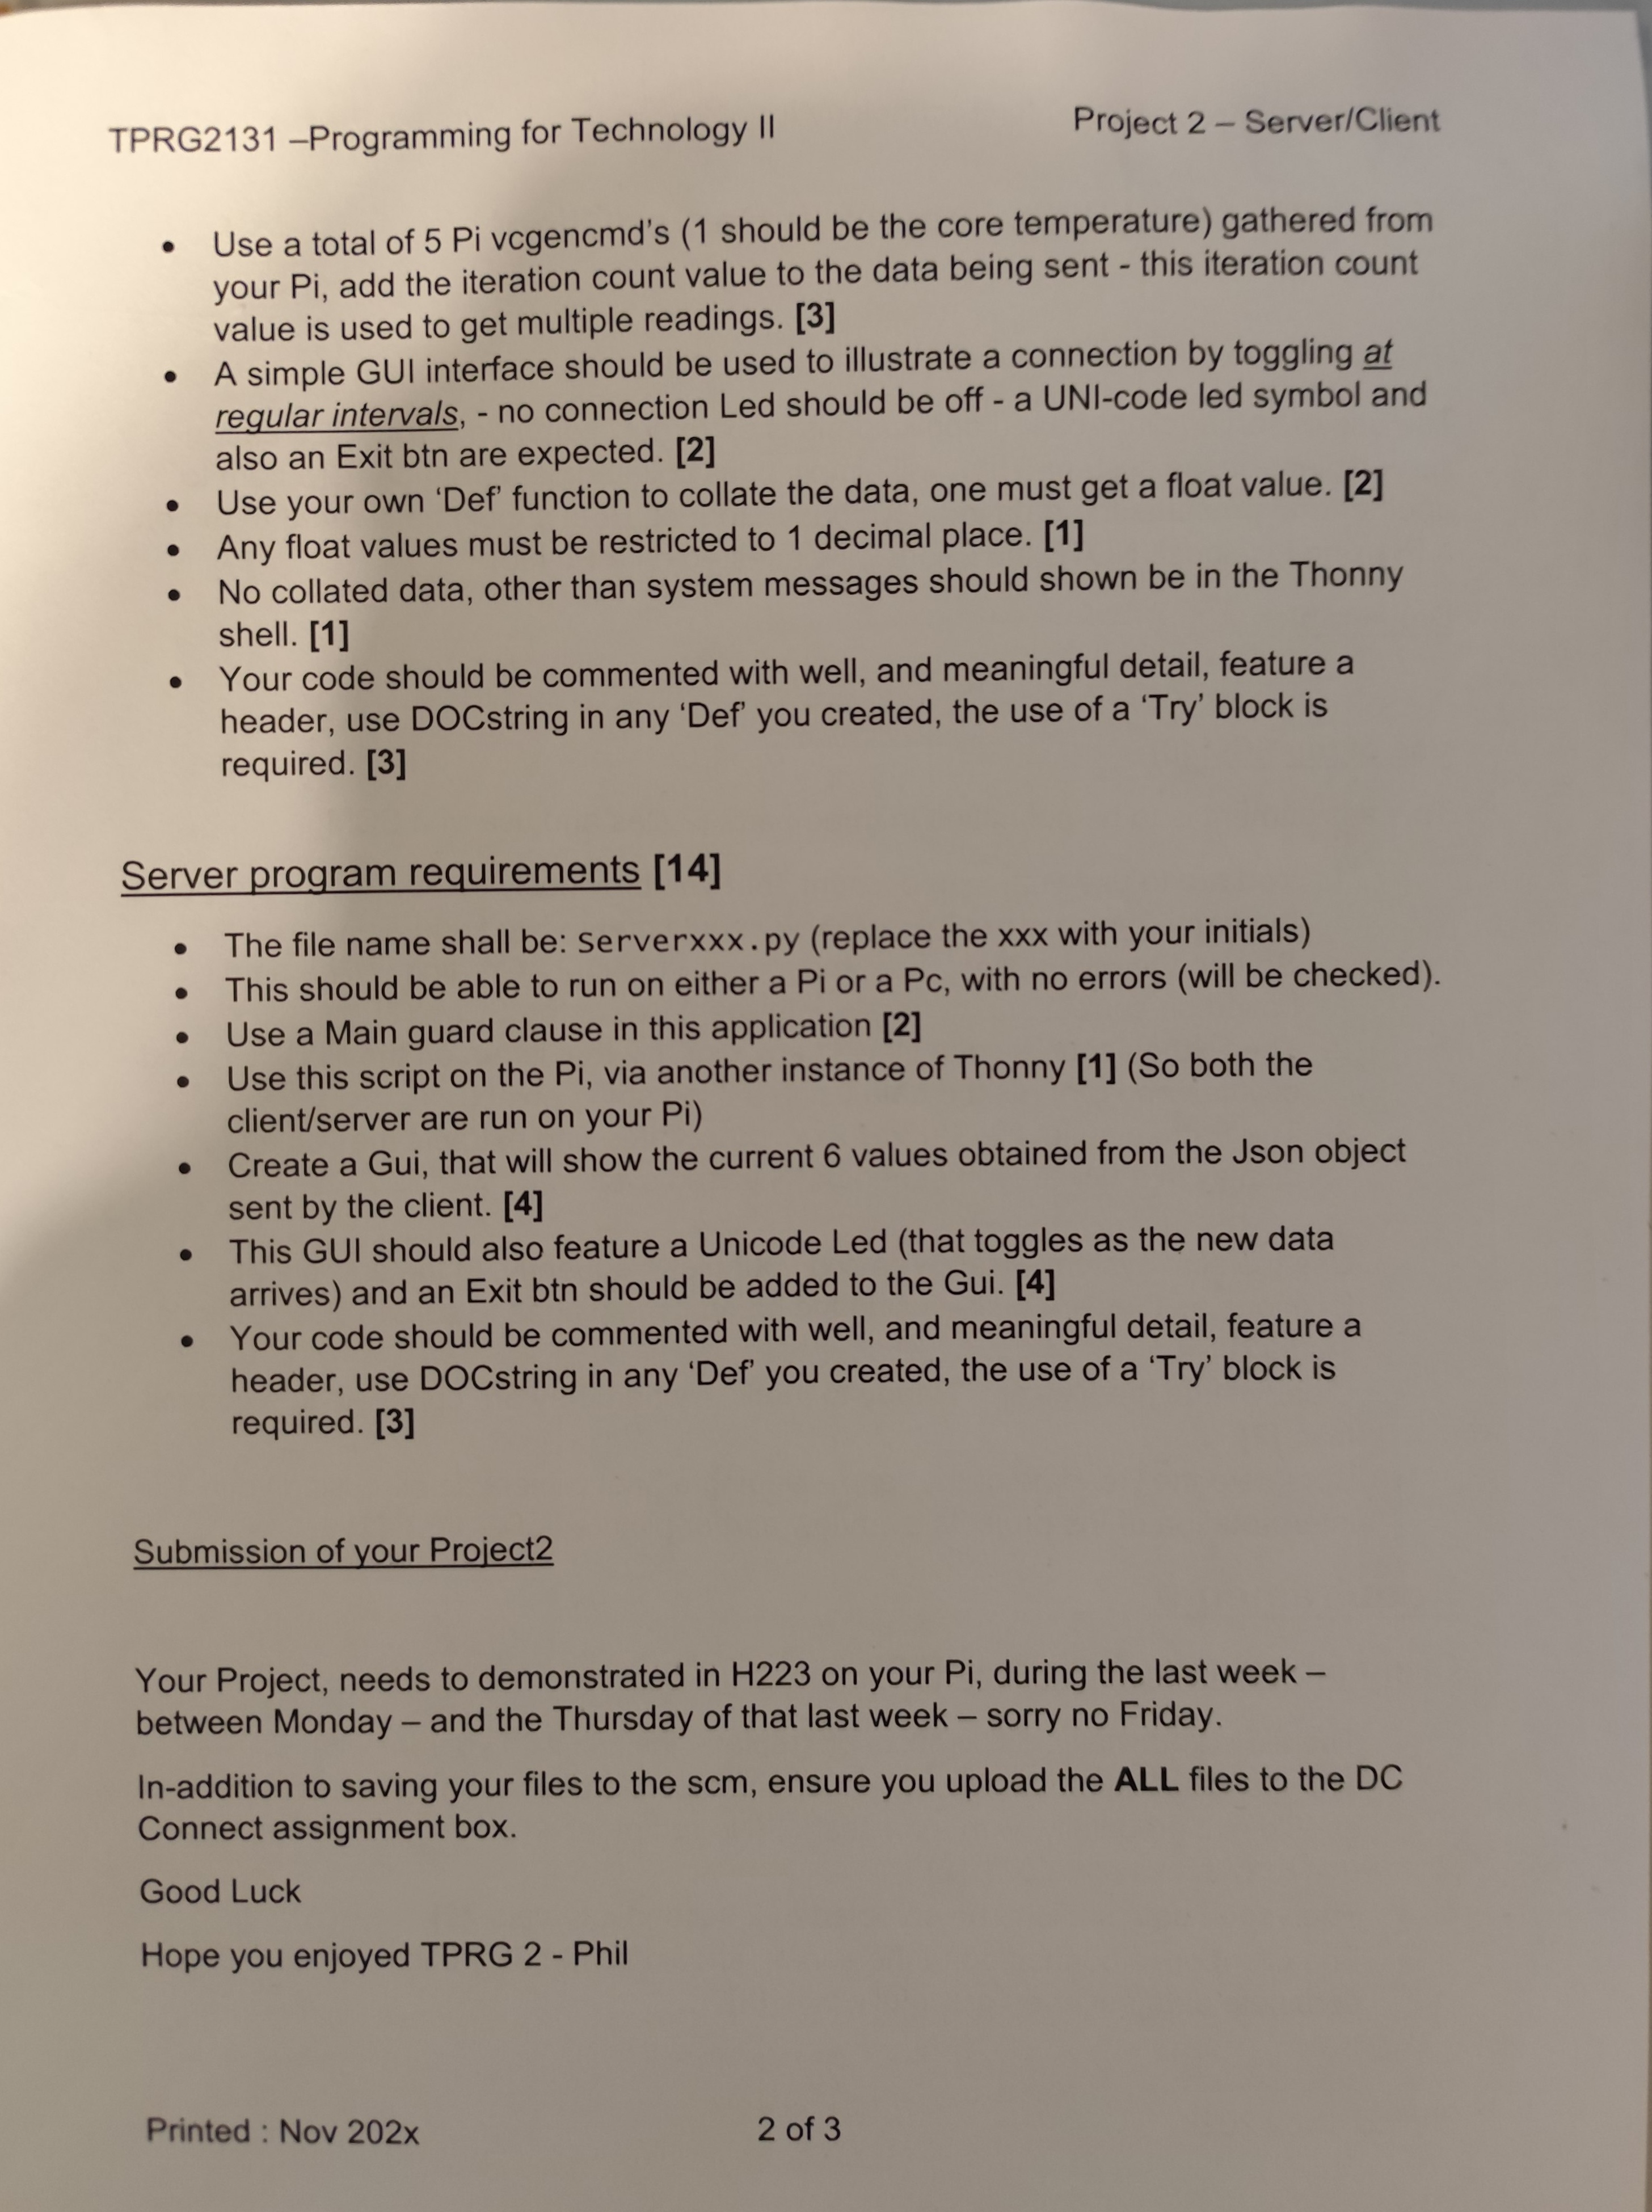 TPRG2131 –Programming for Technology II
Project 2 – Server/Client
• Use a total of 5 Pi vcgencmd's (1 should be the core temperature) gathered from
your Pi, add the iteration count value to the data being sent - this iteration count
value is used to get multiple readings. [3]
• A simple GUI interface should be used to illustrate a connection by toggling at
regular intervals, - no connection Led should be off - a UNI-code led symbol and
also an Exit btn are expected. [2]
• Use your own ‘Def’ function to collate the data, one must get a float value. [2]
• Any float values must be restricted to 1 decimal place. [1]
• No collated data, other than system messages should shown be in the Thonny
shell. [1]
• Your code should be commented with well, and meaningful detail, feature a
header, use DOCstring in any ‘Def’ you created, the use of a ‘Try’ block is
required. [3]
Server program requirements [14]
• The file name shall be: Serverxxx.py (replace the xxx with your initials)
• This should be able to run on either a Pi or a Pc, with no errors (will be checked).
• Use a Main guard clause in this application [2]
• Use this script on the Pi, via another instance of Thonny [1] (So both the
client/server are run on your Pi)
• Create a Gui, that will show the current 6 values obtained from the Json object
sent by the client. [4]
• This GUI should also feature a Unicode Led (that toggles as the new data
arrives) and an Exit btn should be added to the Gui. [4]
• Your code should be commented with well, and meaningful detail, feature a
header, use DOCstring in any ‘Def’ you created, the use of a ‘Try’ block is
required. [3]
Submission of your Project2
Your Project, needs to demonstrated in H223 on your Pi, during the last week –
between Monday – and the Thursday of that last week – sorry no Friday.
In-addition to saving your files to the scm, ensure you upload the ALL files to the DC
Connect assignment box.
Good Luck
Hope you enjoyed TPRG 2 - Phil
Printed : Nov 202x
2 of 3